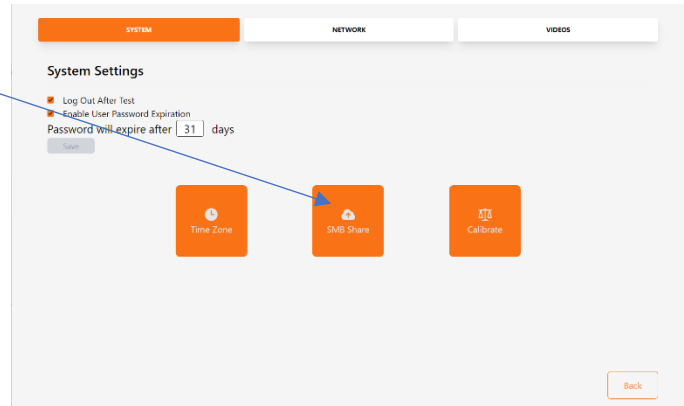 SYSTEM NETWORK VIDEOS
System Settings
Log Out After Test
Enable User Password Expiration
Password will expire after 31 days
Save
Time Zone SMB Share Calibrate
Back